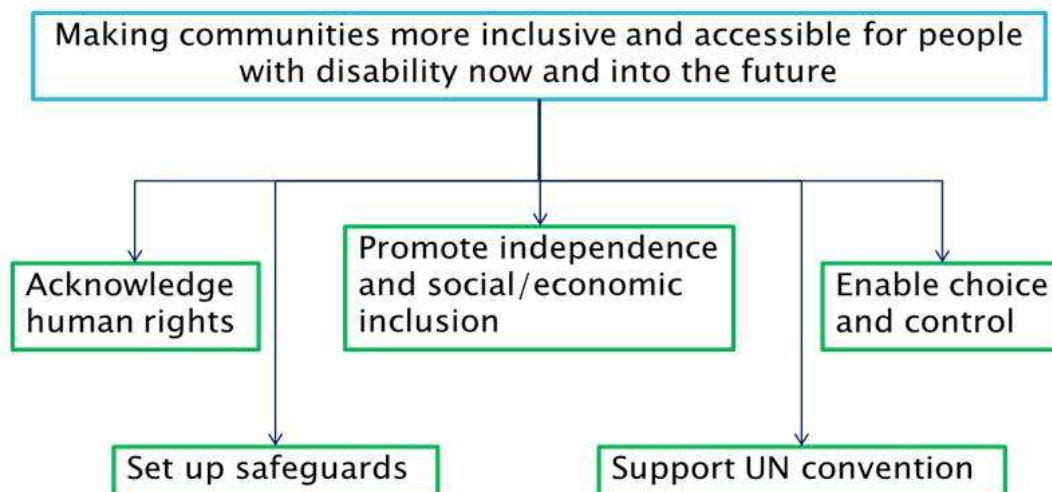 Making communities more inclusive and accessible for people
with disability now and into the future
Acknowledge
human rights
Promote independence
and social/economic
inclusion
Enable choice
and control
Set up safeguards
Support UN convention